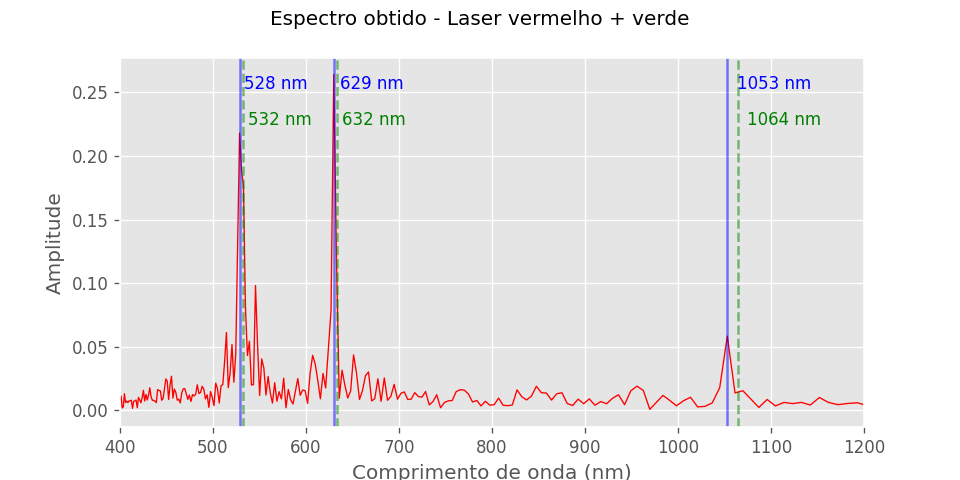 Espectro obtido - Laser vermelho + verde
528 nm
629 nm
1053 nm
532 nm
632 nm
1064 nm
0.25
0.20
0.15
0.10
0.05
0.00
Amplitude
400 500 600 700 800 900 1000 1100 1200
Comprimento de onda (nm)